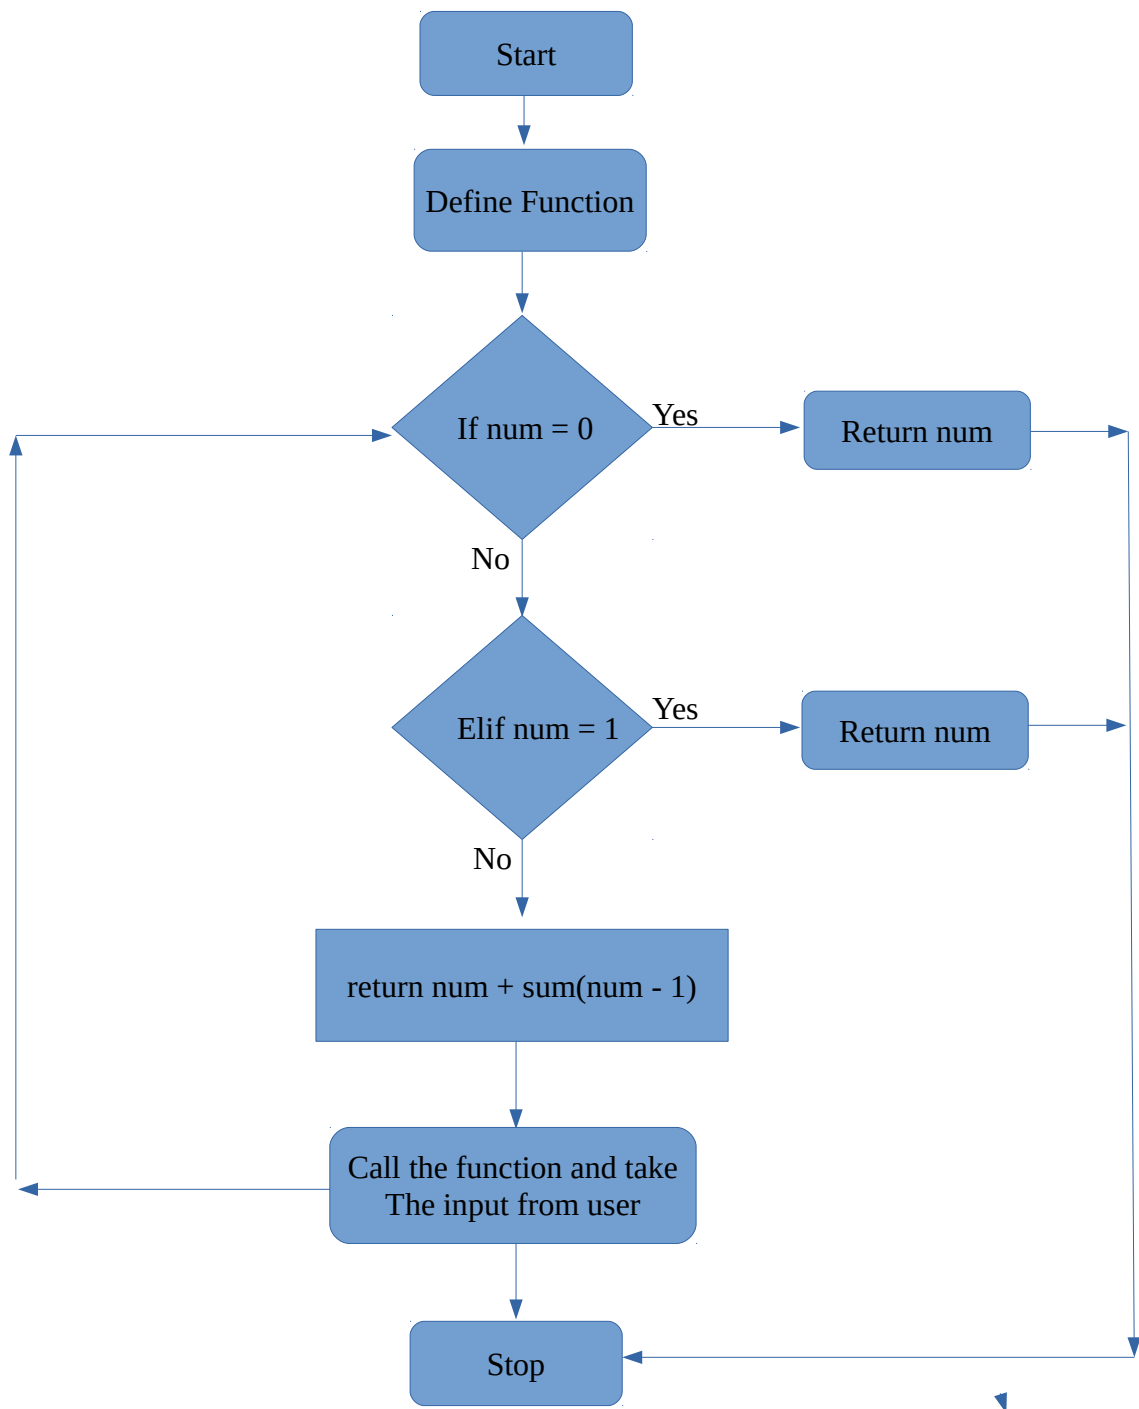 Start
Define Function
If num = 0
Yes
Return num
No
Elif num = 1
Yes
Return num
No
return num + sum(num - 1)
Call the function and take
The input from user
Stop